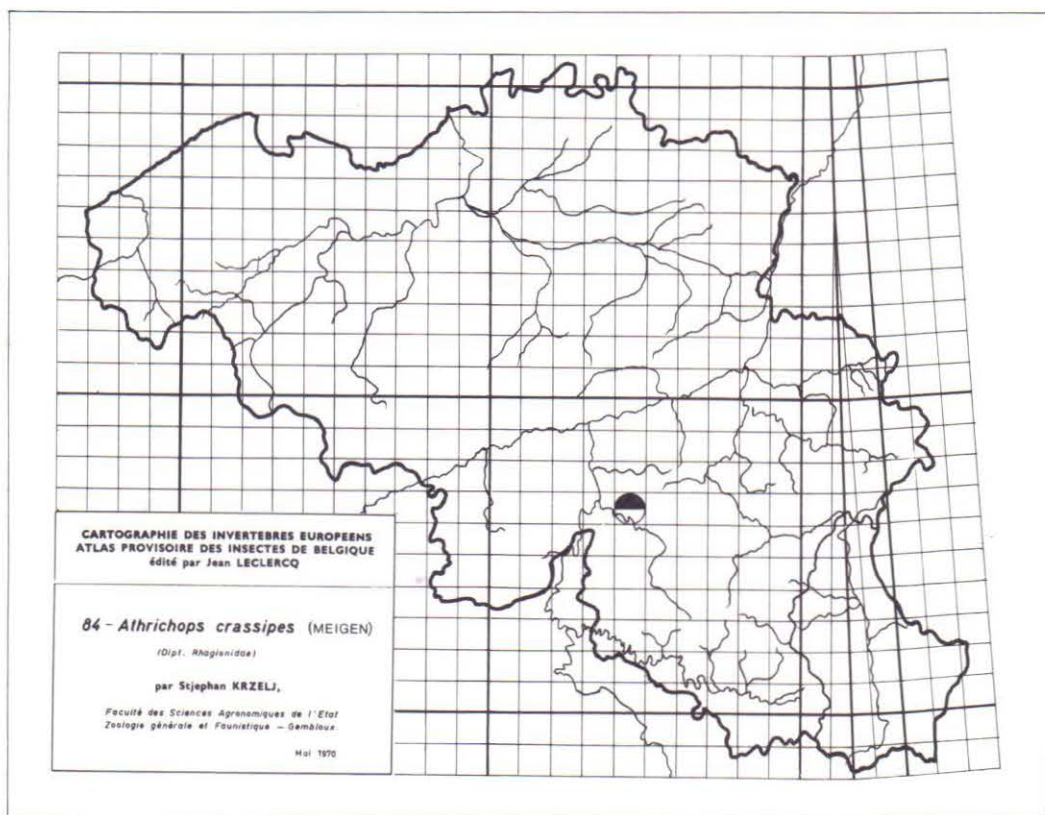 CARTOGRAPHIE DES INVERTEBRES EUROPEENS
ATLAS PROVISOIRE DES INSECTES DE BELGIQUE
édité par Jean LECLERCQ
84 - Athrichops crassipes (MEIGEN)
(Dipt. Rhagionidae)
par Stjephan KRZELJ,
Faculté des Sciences Agronomiques de l'Etat
Zoologie générale et Faunistique - Gembloux.
Mai 1970